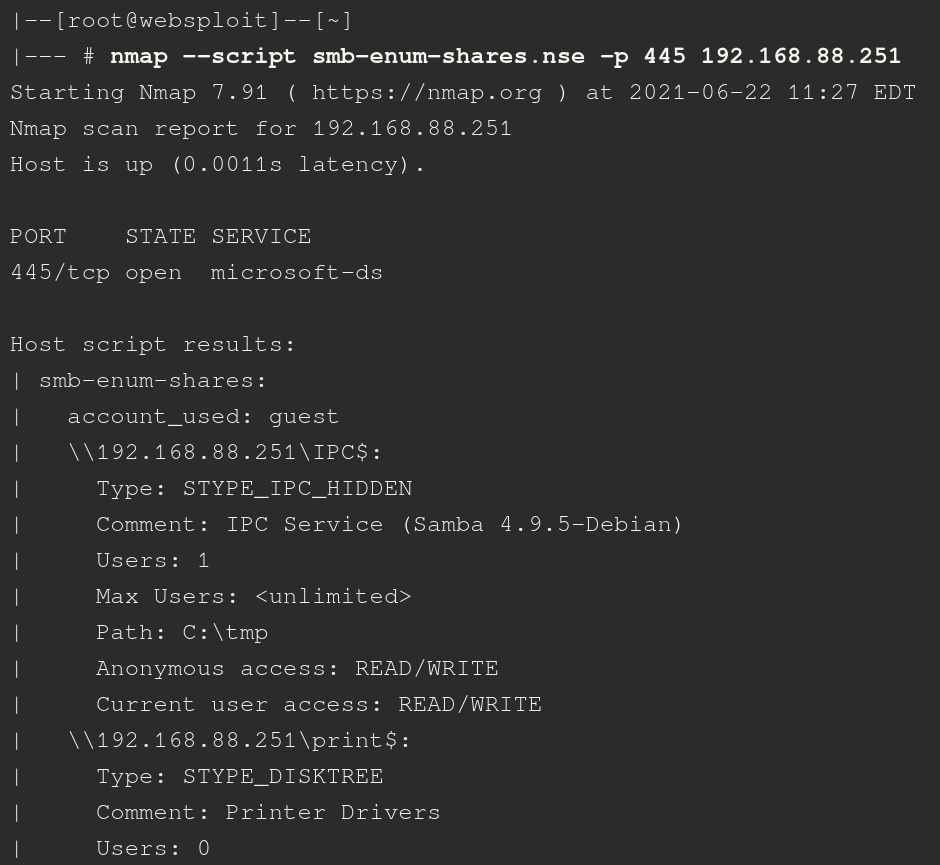 |--[root@websploit]--[~]
|--- # nmap --script smb-enum-shares.nse -p 445 192.168.88.251
Starting Nmap 7.91 ( https://nmap.org ) at 2021-06-22 11:27 EDT
Nmap scan report for 192.168.88.251
Host is up (0.0011s latency).

PORT    STATE SERVICE
445/tcp open  microsoft-ds

Host script results:
| smb-enum-shares:
|   account_used: guest
|   \\192.168.88.251\IPC$:
|     Type: STYPE_IPC_HIDDEN
|     Comment: IPC Service (Samba 4.9.5-Debian)
|     Users: 1
|     Max Users: <unlimited>
|     Path: C:\tmp
|     Anonymous access: READ/WRITE
|     Current user access: READ/WRITE
|   \\192.168.88.251\print$:
|     Type: STYPE_DISKTREE
|     Comment: Printer Drivers
|     Users: 0